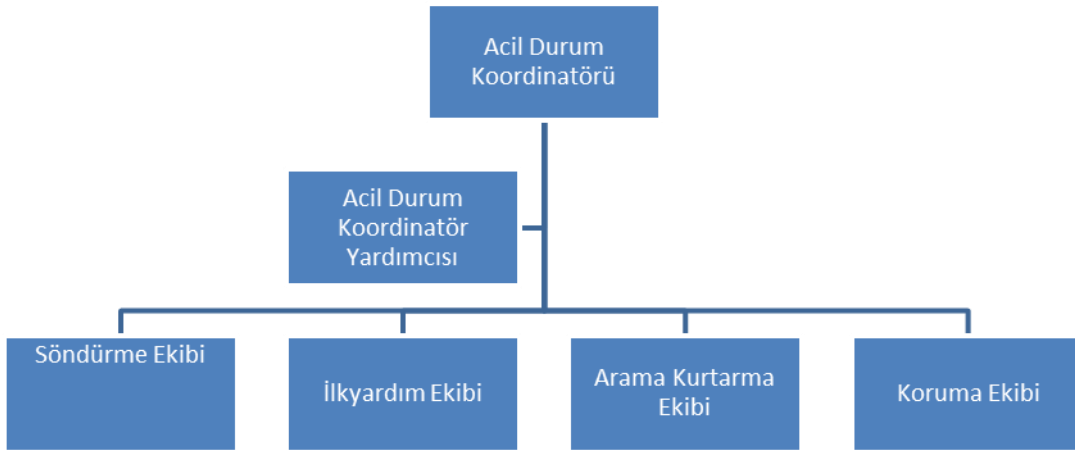 Acil Durum
Koordinatörü
Acil Durum
Koordinatör
Yardımcısı
Söndürme Ekibi
İlkyardım Ekibi
Arama Kurtarma
Ekibi
Koruma Ekibi